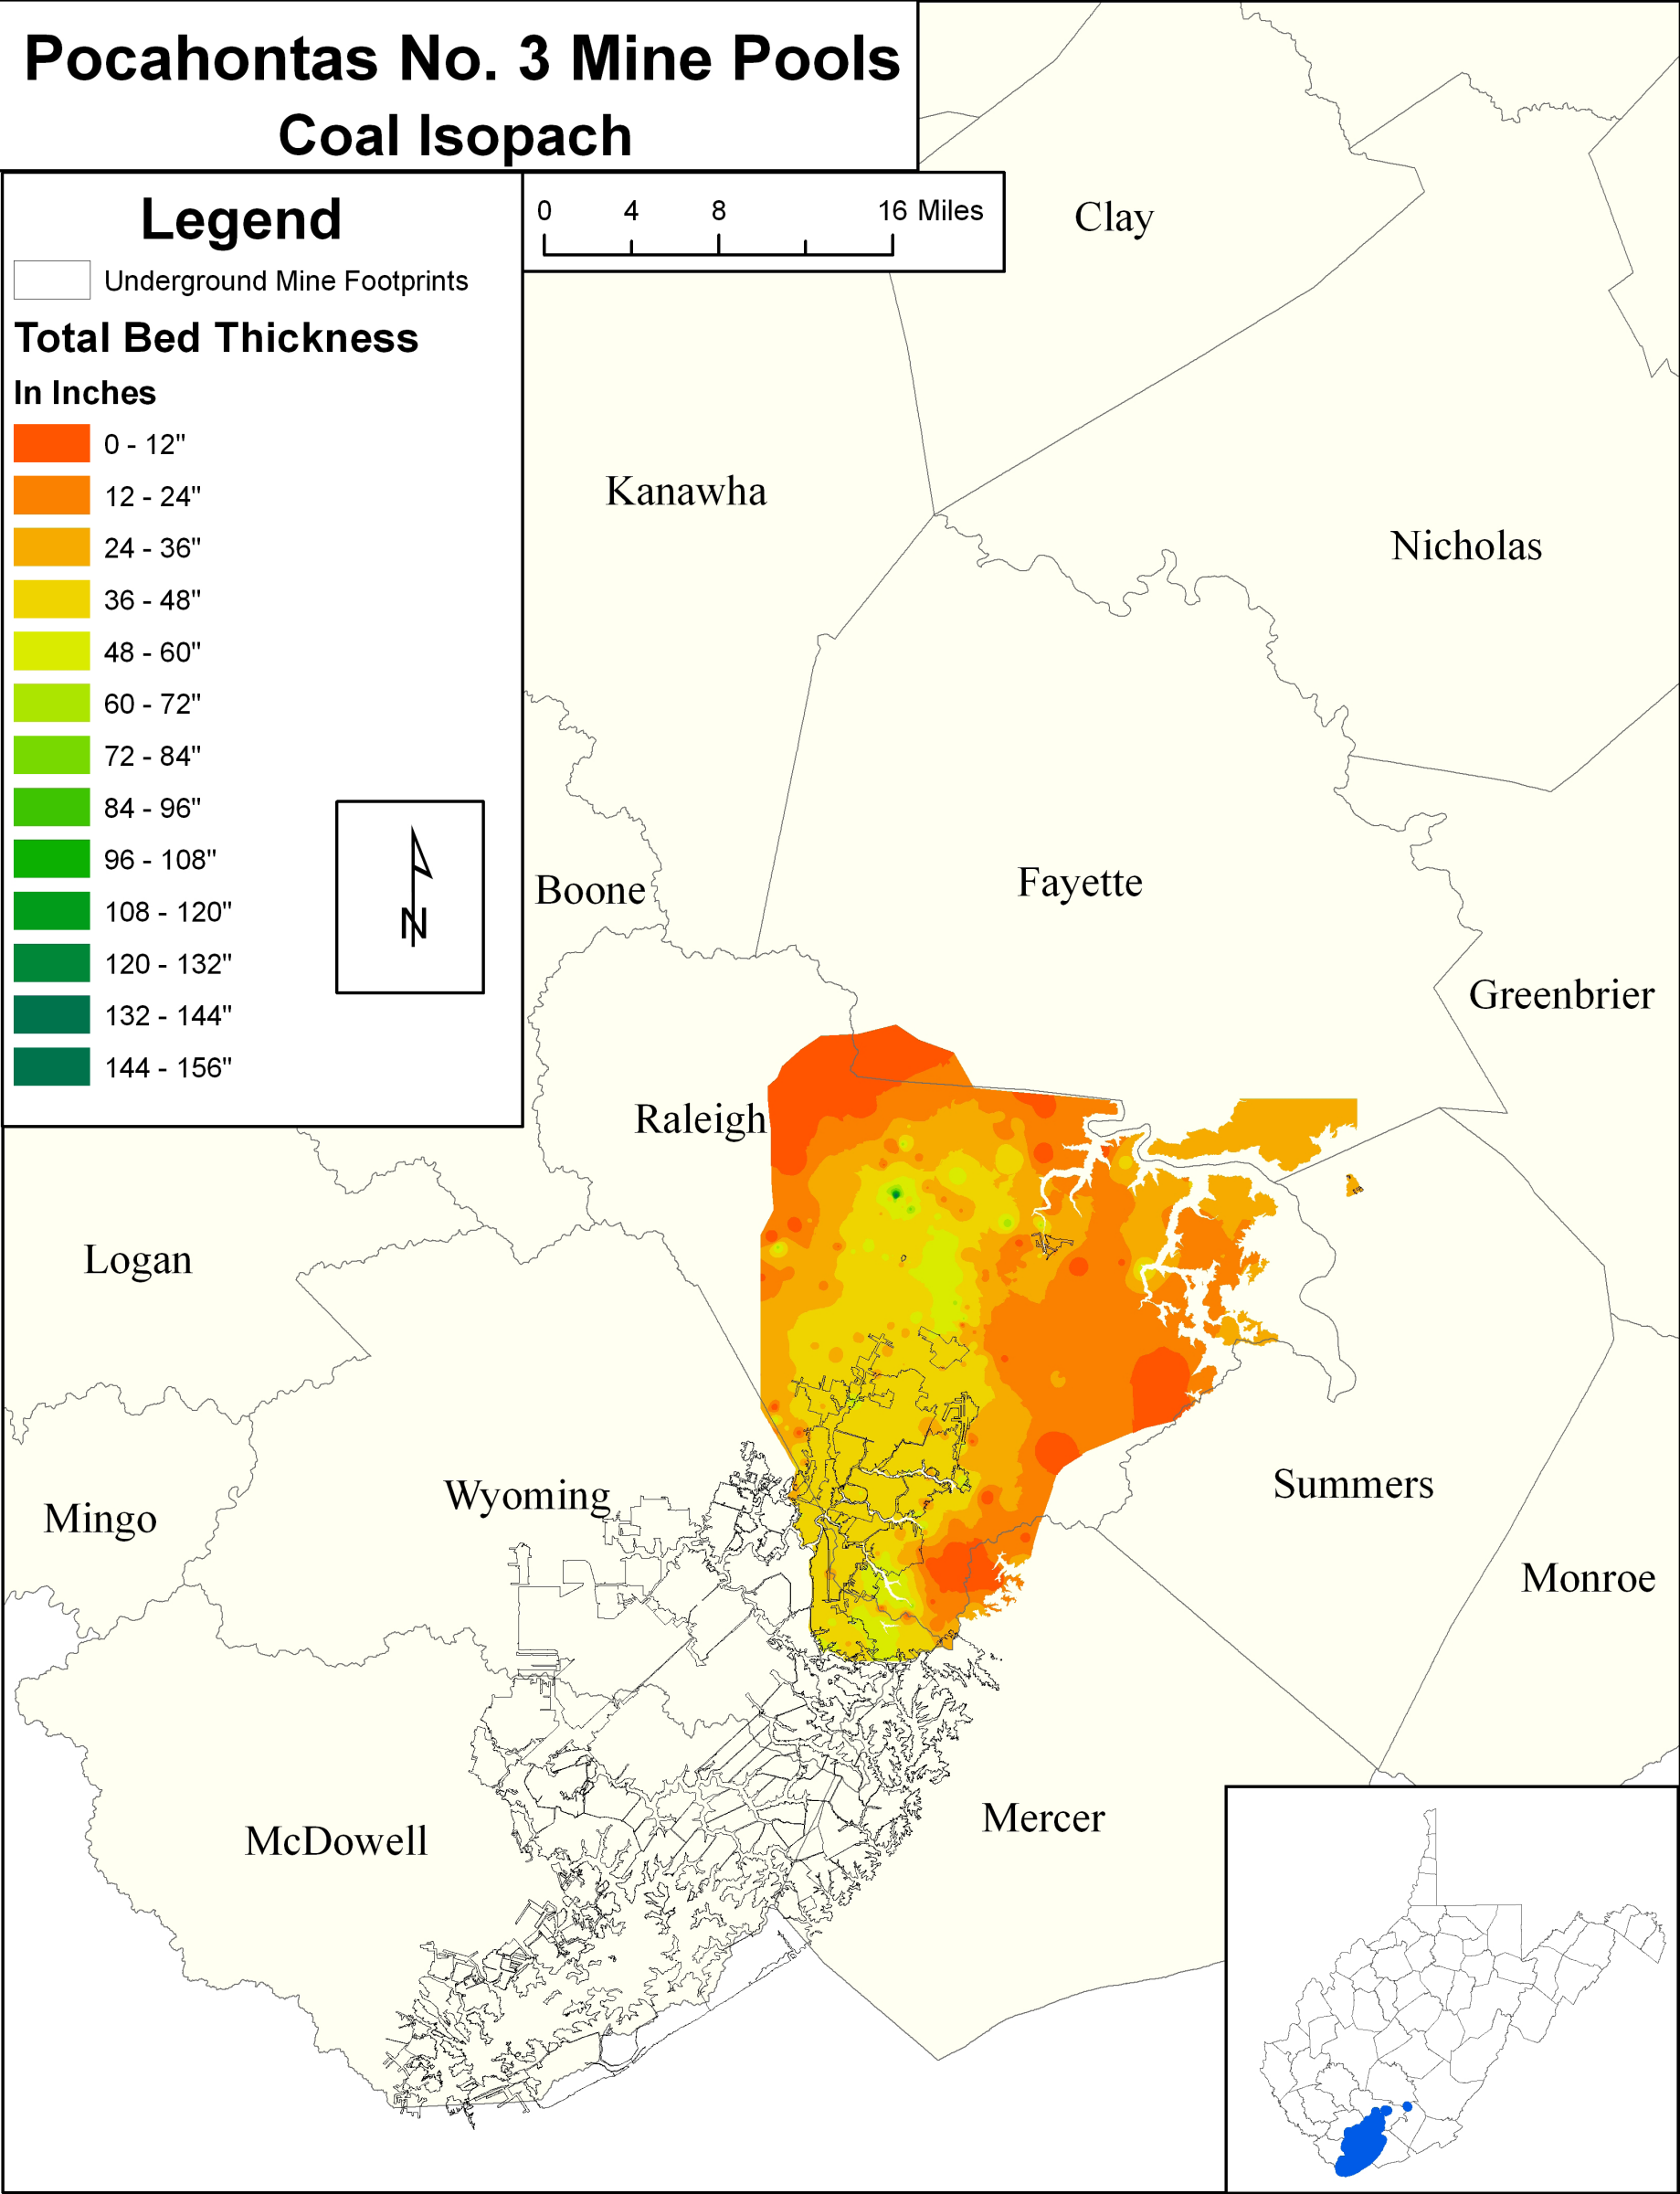 Pocahontas No. 3 Mine Pools
Coal Isopach
Legend
Underground Mine Footprints
Total Bed Thickness
In Inches
0 - 12"
12 - 24"
24 - 36"
36 - 48"
48 - 60"
60 - 72"
72 - 84"
84 - 96"
96 - 108"
108 - 120"
120 - 132"
132 - 144"
144 - 156"
N
0 4 8 16 Miles
Clay
Kanawha
Nicholas
Boone
Fayette
Greenbrier
Raleigh
Logan
Wyoming
Summers
Mingo
Monroe
McDowell
Mercer